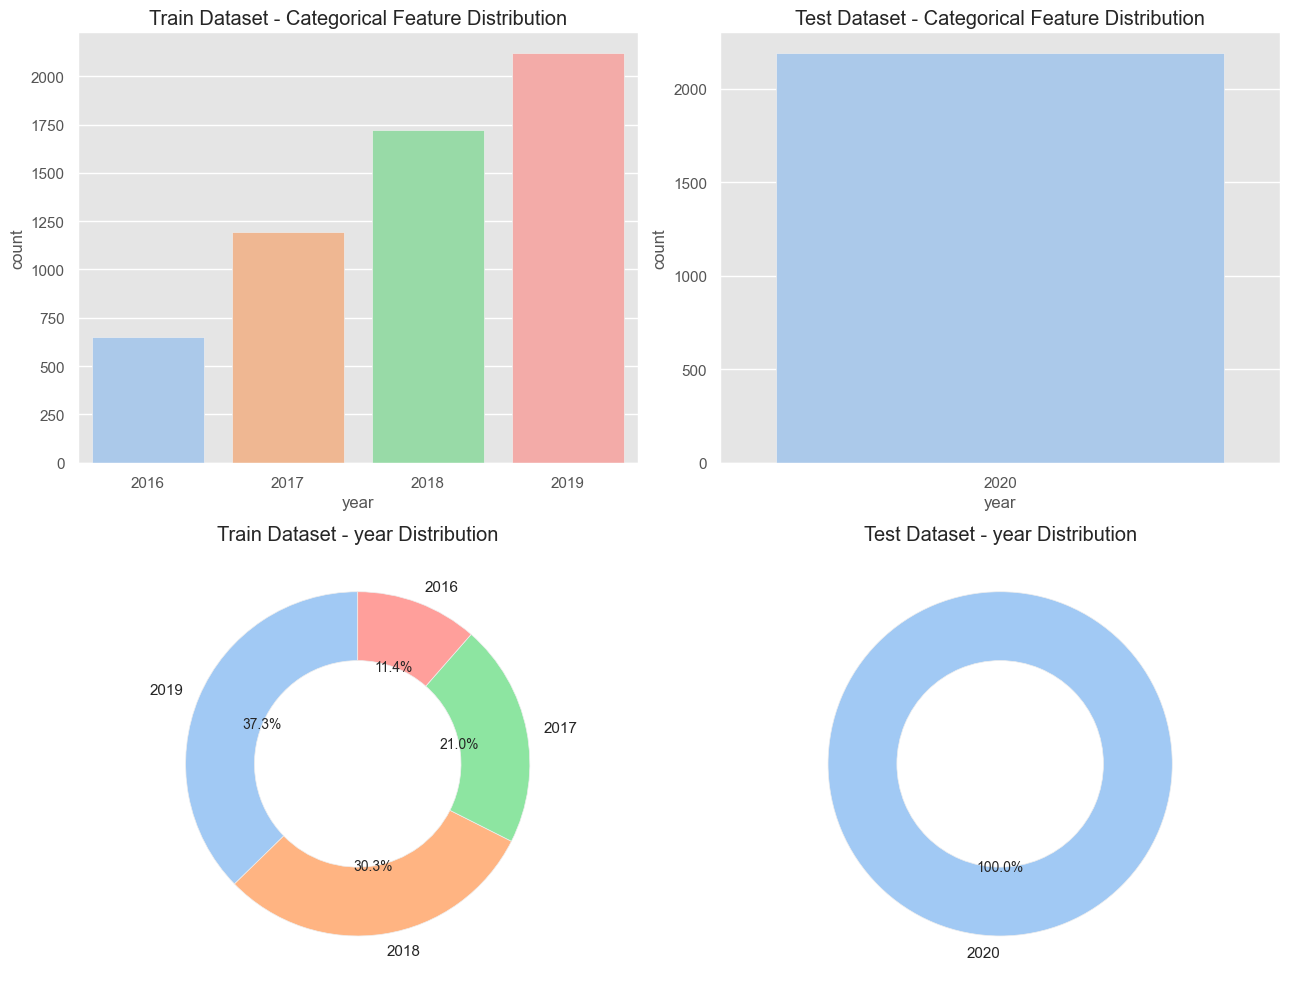 Train Dataset - Categorical Feature Distribution
2000
1750
1500
1250
1000
750
500
250
0
count
2016 2017 2018 2019
year
Test Dataset - Categorical Feature Distribution
2000
1500
1000
500
0
count
2020
year
Train Dataset - year Distribution
2016
11.4%
2019
37.3%
2017
21.0%
30.3%
2018
Test Dataset - year Distribution
100.0%
2020